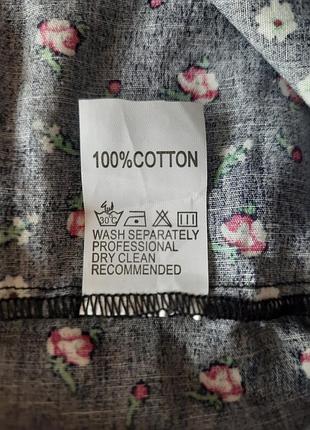 100%COTTON
30°C
WASH SEPARATELY
PROFESSIONAL
DRY CLEAN
RECOMMENDED